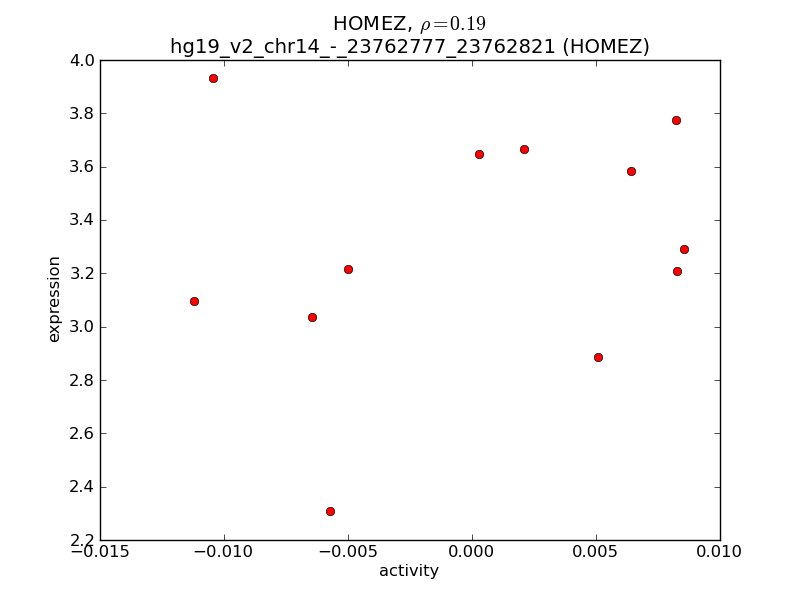 HOMEZ, ρ=0.19
hg19_v2_chr14_-_23762777_23762821 (HOMEZ)
4.0
3.8
3.6
3.4
3.2
3.0
2.8
2.6
2.4
2.2
expression
−0.015 −0.010 −0.005 0.000 0.005 0.010
activity